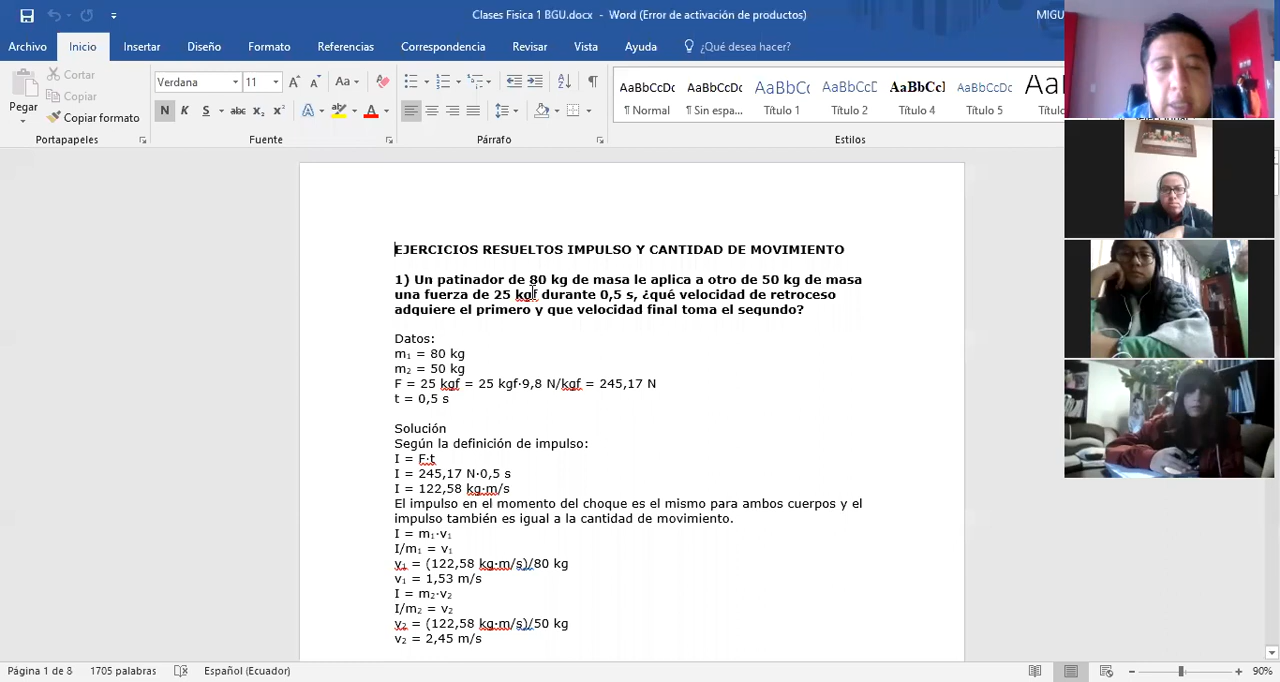 Clases Fisica 1 BGU.docx - Word (Error de activación de productos)
MIGU
Archivo Inicio Insertar Diseño Formato Referencias Correspondencia Revisar Vista Ayuda ¿Qué desea hacer?
Pegar
Cortar
Copiar
Copiar formato
Portapapeles
Verdana 11
Aa
N K S abc x₂ x² A A
Fuente
Párrafo
AaBbCcDc AaBbCcDc AaBbCc AaBbCcD AaBbCcI AaBbCcDc Aa
¶ Normal ¶ Sin espa... Título 1 Título 2 Título 4 Título 5 Títu
Estilos
EJERCICIOS RESUELTOS IMPULSO Y CANTIDAD DE MOVIMIENTO
1) Un patinador de 80 kg de masa le aplica a otro de 50 kg de masa
una fuerza de 25 kgf durante 0,5 s, ¿qué velocidad de retroceso
adquiere el primero y que velocidad final toma el segundo?
Datos:
m₁ = 80 kg
m₂ = 50 kg
F = 25 kgf = 25 kgf·9,8 N/kgf = 245,17 N
t = 0,5 s
Solución
Según la definición de impulso:
I = F·t
I = 245,17 N·0,5 s
I = 122,58 kg·m/s
El impulso en el momento del choque es el mismo para ambos cuerpos y el
impulso también es igual a la cantidad de movimiento.
I = m₁·v₁
I/m₁ = v₁
v₁ = (122,58 kg·m/s)/80 kg
v₁ = 1,53 m/s
I = m₂·v₂
I/m₂ = v₂
v₂ = (122,58 kg·m/s)/50 kg
v₂ = 2,45 m/s
Página 1 de 8 1705 palabras Español (Ecuador) 90%